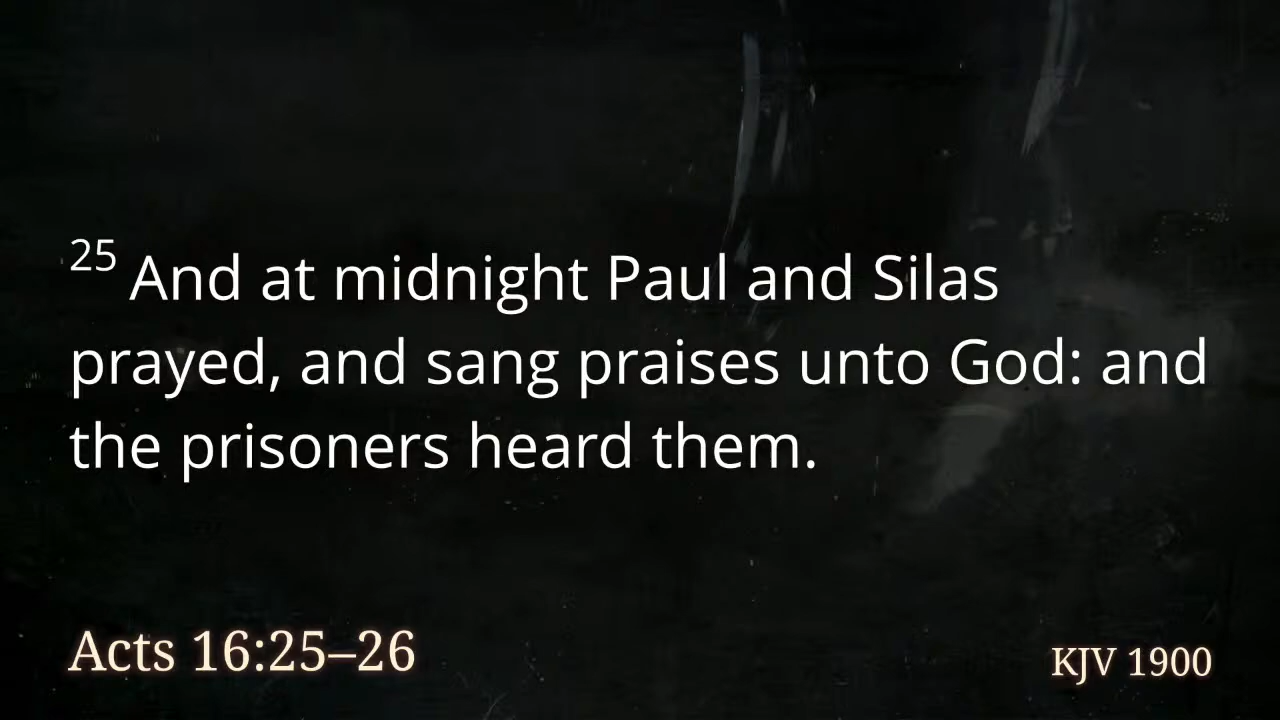 25 And at midnight Paul and Silas
prayed, and sang praises unto God: and
the prisoners heard them.
Acts 16:25–26
KJV 1900